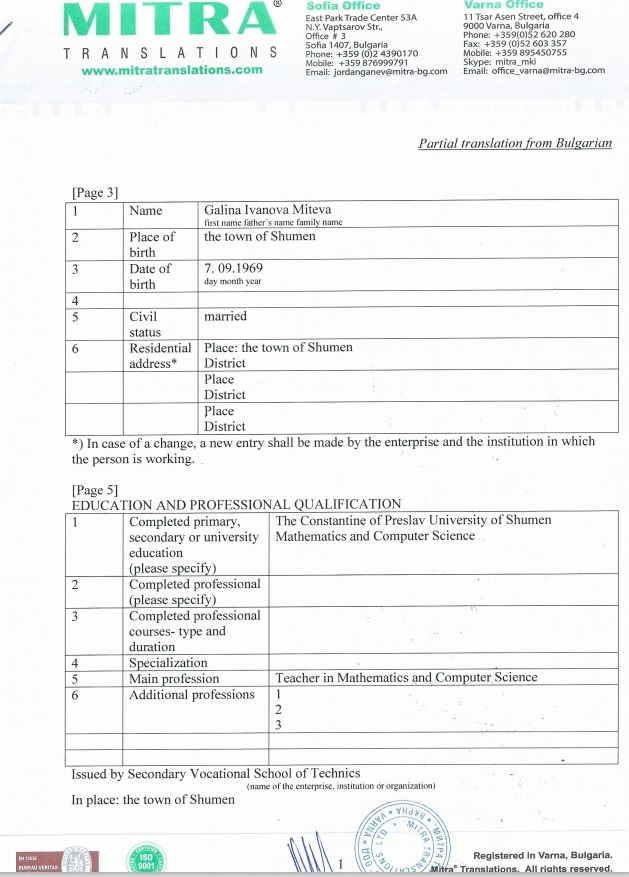 MITRA®
TRANSLATIONS
www.mitratranslations.com
Sofia Office
East Park Trade Center 53A
N.Y. Vaptsarov Str.,
Office # 3
Sofia 1407, Bulgaria
Phone: +359 (0)2 4390170
Mobile: +359 876999791
Email: jordanganev@mitra-bg.com
Varna Office
11 Tsar Asen Street, office 4
9000 Varna, Bulgaria
Phone: +359(0)52 620 280
Fax: +359 (0)52 603 357
Mobile: +359 895450755
Skype: mitra_mki
Email: office_varna@mitra-bg.com
Partial translation from Bulgarian
[Page 3]
1 Name Galina Ivanova Miteva
first name father's name family name
2 Place of birth the town of Shumen
3 Date of birth 7. 09.1969
day month year
4
5 Civil status married
6 Residential address* Place: the town of Shumen
District
Place
District
Place
District
*) In case of a change, a new entry shall be made by the enterprise and the institution in which
the person is working.
[Page 5]
EDUCATION AND PROFESSIONAL QUALIFICATION
1 Completed primary, secondary or university education (please specify) The Constantine of Preslav University of Shumen
Mathematics and Computer Science
2 Completed professional (please specify)
3 Completed professional courses- type and duration
4 Specialization
5 Main profession Teacher in Mathematics and Computer Science
6 Additional professions 1
2
3
Issued by Secondary Vocational School of Technics
(name of the enterprise, institution or organization)
In place: the town of Shumen
EN 15038
BUREAU VERITAS
ISO
9001
1
MITRA TRANSLATIONS LTD
ВАРНА VARNA
Registered in Varna, Bulgaria.
Mitra® Translations. All rights reserved.